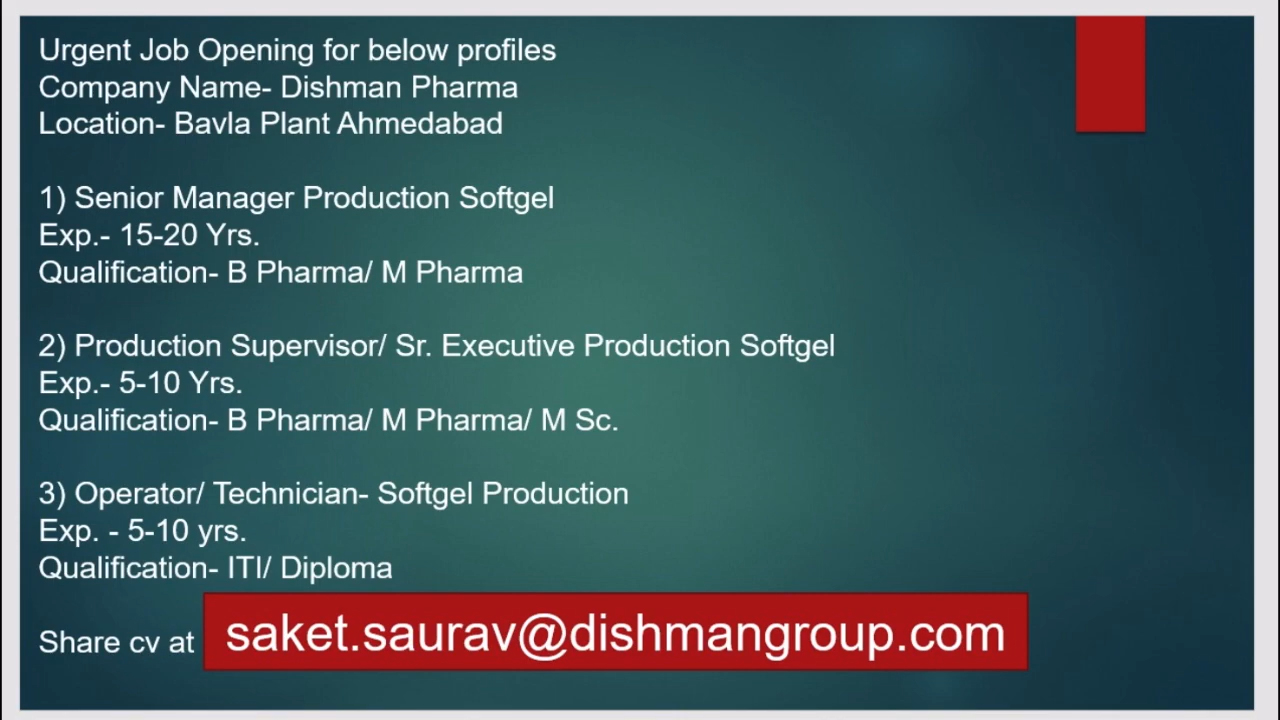 Urgent Job Opening for below profiles
Company Name- Dishman Pharma
Location- Bavla Plant Ahmedabad
1) Senior Manager Production Softgel
Exp.- 15-20 Yrs.
Qualification- B Pharma/ M Pharma
2) Production Supervisor/ Sr. Executive Production Softgel
Exp.- 5-10 Yrs.
Qualification- B Pharma/ M Pharma/ M Sc.
3) Operator/ Technician- Softgel Production
Exp. - 5-10 yrs.
Qualification- ITI/ Diploma
Share cv at saket.saurav@dishmangroup.com